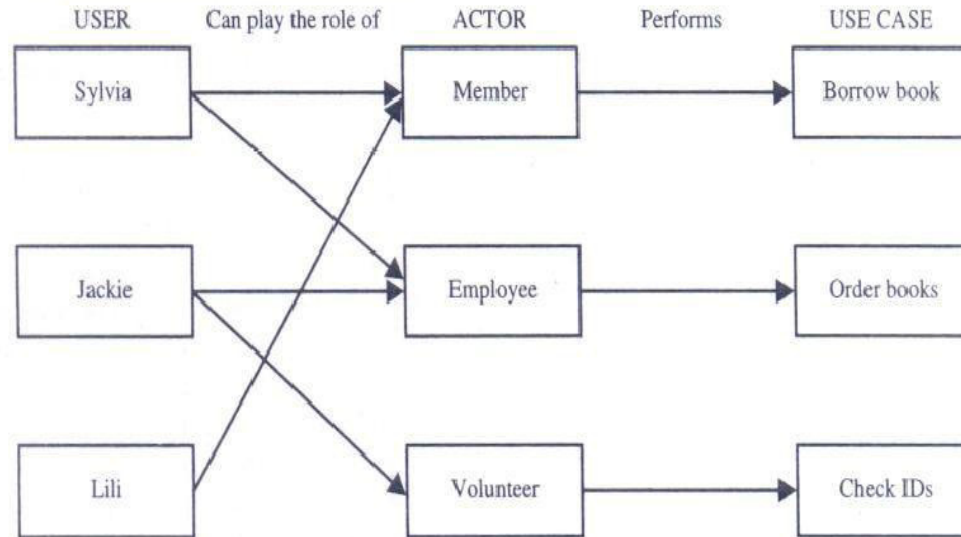 USER Can play the role of ACTOR Performs USE CASE
Sylvia Member Borrow book
Jackie Employee Order books
Lili Volunteer Check IDs